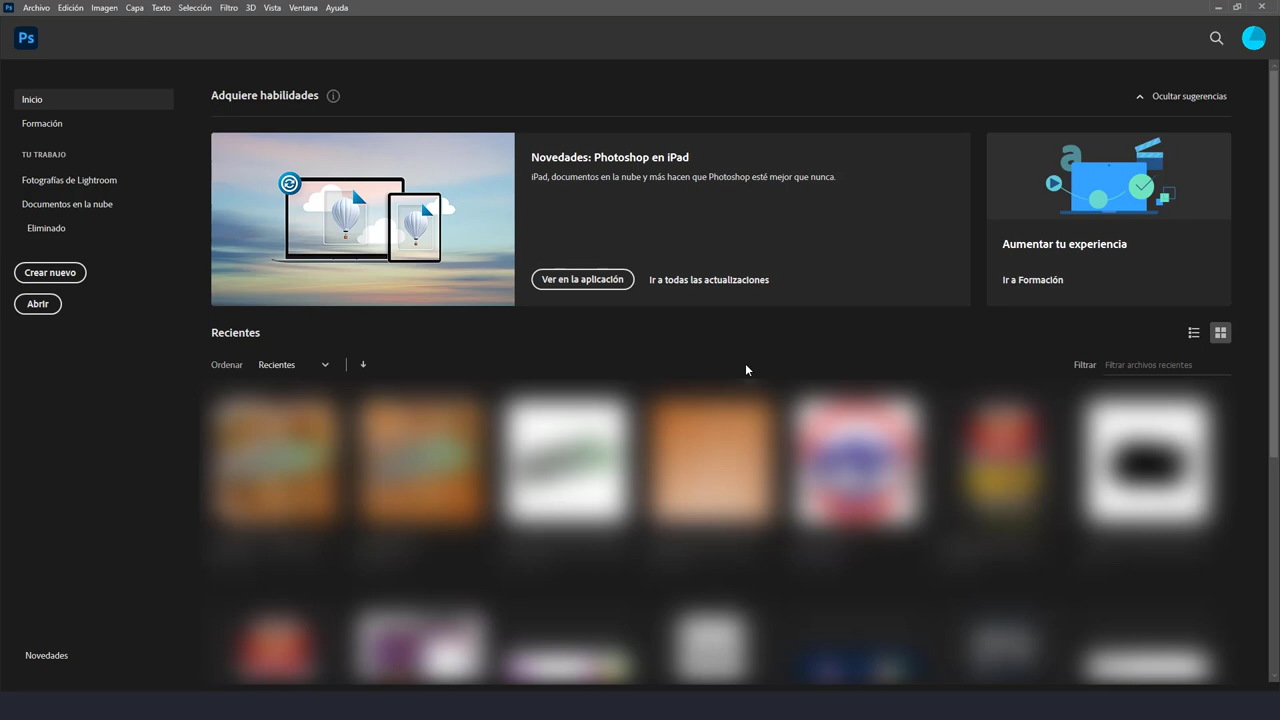 Ps Archivo Edición Imagen Capa Texto Selección Filtro 3D Vista Ventana Ayuda
Ps
Inicio
Formación
TU TRABAJO
Fotografías de Lightroom
Documentos en la nube
Eliminado
Crear nuevo
Abrir
Novedades
Adquiere habilidades
Ocultar sugerencias
Novedades: Photoshop en iPad
iPad, documentos en la nube y más hacen que Photoshop esté mejor que nunca.
Ver en la aplicación Ir a todas las actualizaciones
a
Aumentar tu experiencia
Ir a Formación
Recientes
Ordenar Recientes Filtrar Filtrar archivos recientes